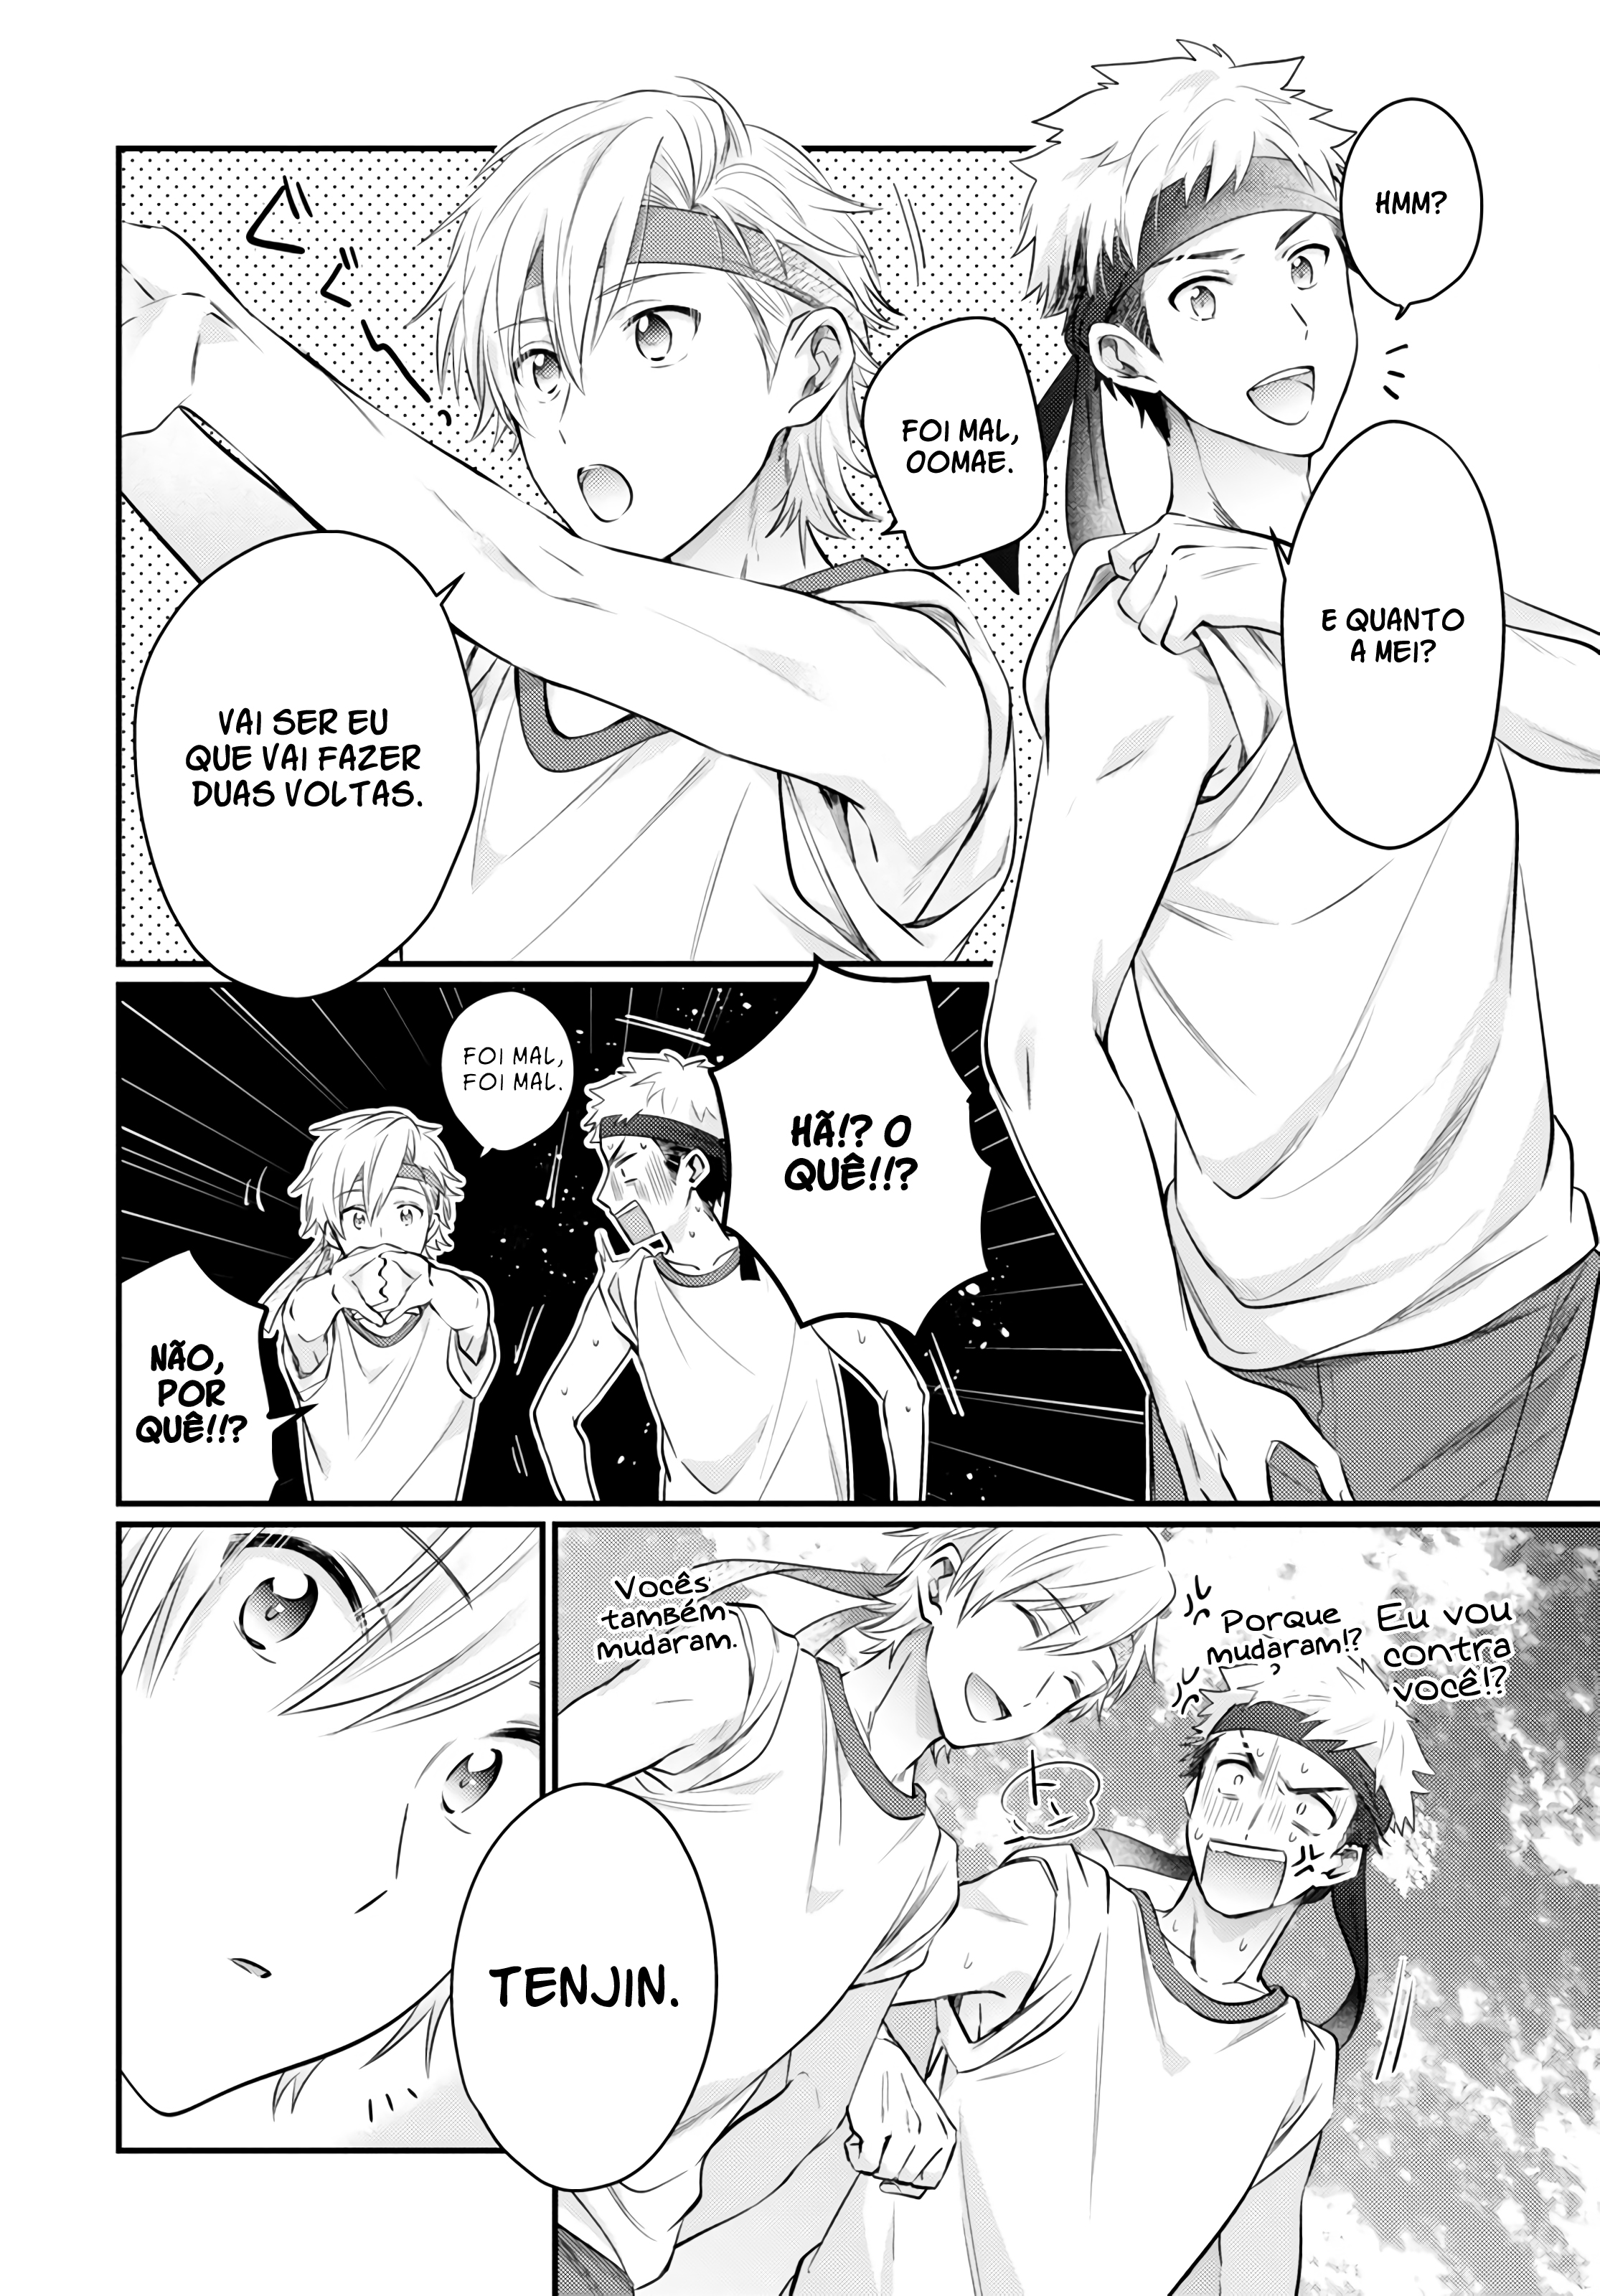 HMM?
E QUANTO
A MEI?
FOI MAL,
OOMAE.
VAI SER EU
QUE VAI FAZER
DUAS VOLTAS.
HÃ!? O
QUÊ!!?
FOI MAL,
FOI MAL.
NÃO,
POR
QUÊ!!?
Eu vou
contra
você!?
Porque
mudaram!?
Vocês
também
mudaram.
TENJIN.